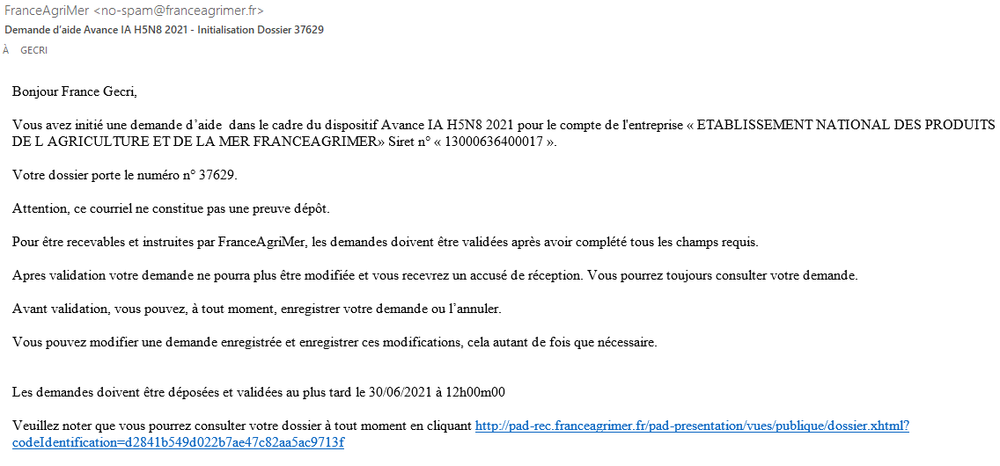 FranceAgriMer <no-spam@franceagrimer.fr>
Demande d'aide Avance IA H5N8 2021 - Initialisation Dossier 37629
À GECRI
Bonjour France Gecri,
Vous avez initié une demande d’aide  dans le cadre du dispositif Avance IA H5N8 2021 pour le compte de l'entreprise « ETABLISSEMENT NATIONAL DES PRODUITS
DE L AGRICULTURE ET DE LA MER FRANCEAGRIMER» Siret n° « 13000636400017 ».
Votre dossier porte le numéro n° 37629.
Attention, ce courriel ne constitue pas une preuve dépôt.
Pour être recevables et instruites par FranceAgriMer, les demandes doivent être validées après avoir complété tous les champs requis.
Apres validation votre demande ne pourra plus être modifiée et vous recevrez un accusé de réception. Vous pourrez toujours consulter votre demande.
Avant validation, vous pouvez, à tout moment, enregistrer votre demande ou l’annuler.
Vous pouvez modifier une demande enregistrée et enregistrer ces modifications, cela autant de fois que nécessaire.
Les demandes doivent être déposées et validées au plus tard le 30/06/2021 à 12h00m00
Veuillez noter que vous pourrez consulter votre dossier à tout moment en cliquant http://pad-rec.franceagrimer.fr/pad-presentation/vues/publique/dossier.xhtml?
codeIdentification=d2841b549d022b7ae47c82aa5ac9713f